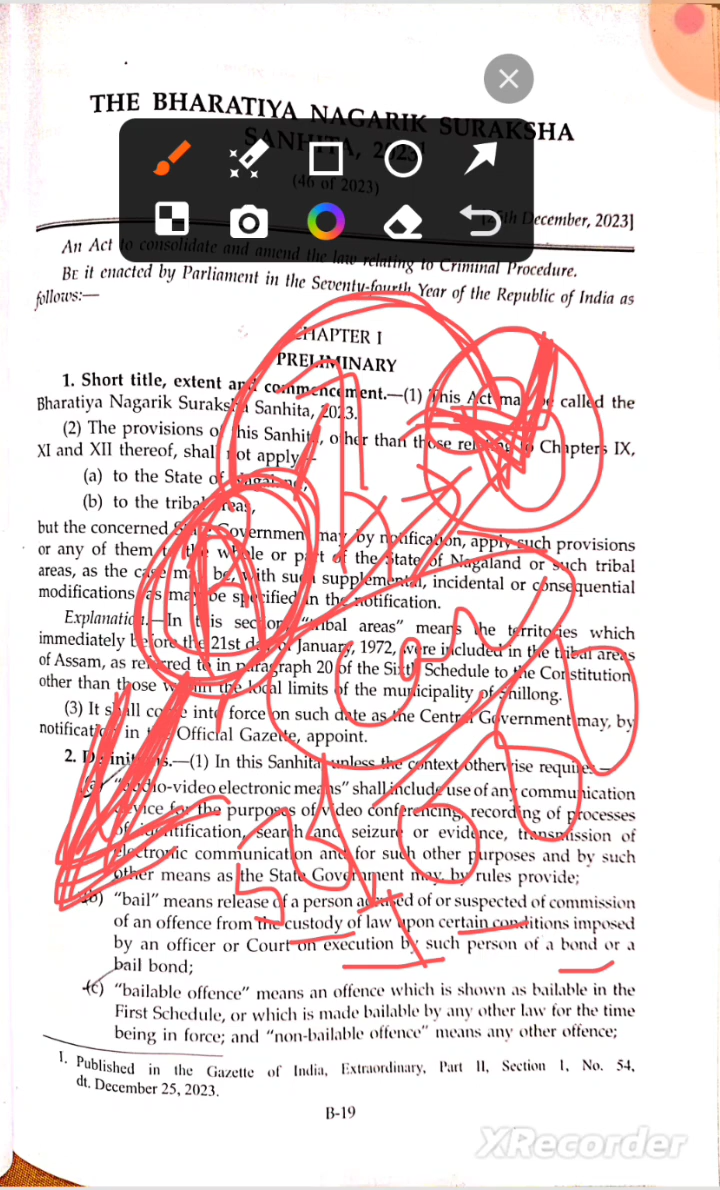 THE BHARATIYA NAGARIK SURAKSHA
SANHITA, 2023¹
(46 of 2023)
December, 2023]
An Act to consolidate and amend the law relating to Criminal Procedure.
BE it enacted by Parliament in the Seventy-fourth Year of the Republic of India as
follows:—
CHAPTER I
PRELIMINARY
1. Short title, extent and commencement.—(1) This Act may be called the
Bharatiya Nagarik Suraksha Sanhita, 2023.
(2) The provisions of this Sanhita, other than those relating to Chapters IX,
XI and XII thereof, shall not apply—
(a) to the State of Nagaland,
(b) to the tribal areas,
but the concerned State Government may, by notification, apply such provisions
or any of them to the whole or part of the State of Nagaland or such tribal
areas, as the case may be, with such supplemental, incidental or consequential
modifications, as may be specified in the notification.
Explanation.—In this section, "tribal areas" means the territories which
immediately before the 21st day of January, 1972, were included in the tribal areas
of Assam, as referred to in paragraph 20 of the Sixth Schedule to the Constitution,
other than those within the local limits of the municipality of Shillong.
(3) It shall come into force on such date as the Central Government may, by
notification in the Official Gazette, appoint.
2. Definitions.—(1) In this Sanhita, unless the context otherwise requires,—
(a) "audio-video electronic means" shall include use of any communication
device for the purposes of video conferencing, recording of processes
of identification, search and seizure or evidence, transmission of
electronic communication and for such other purposes and by such
other means as the State Government may, by rules provide;
(b) "bail" means release of a person accused of or suspected of commission
of an offence from the custody of law upon certain conditions imposed
by an officer or Court on execution by such person of a bond or a
bail bond;
(c) "bailable offence" means an offence which is shown as bailable in the
First Schedule, or which is made bailable by any other law for the time
being in force; and "non-bailable offence" means any other offence;
1. Published in the Gazette of India, Extraordinary, Part II, Section 1, No. 54,
dt. December 25, 2023.
B-19
XRecorder